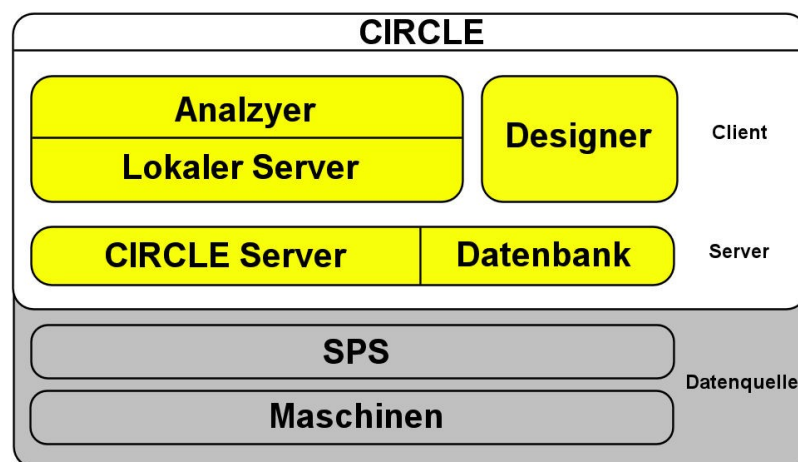 CIRCLE
Analzyer
Designer
Client
Lokaler Server
CIRCLE Server
Datenbank
Server
SPS
Datenquelle
Maschinen